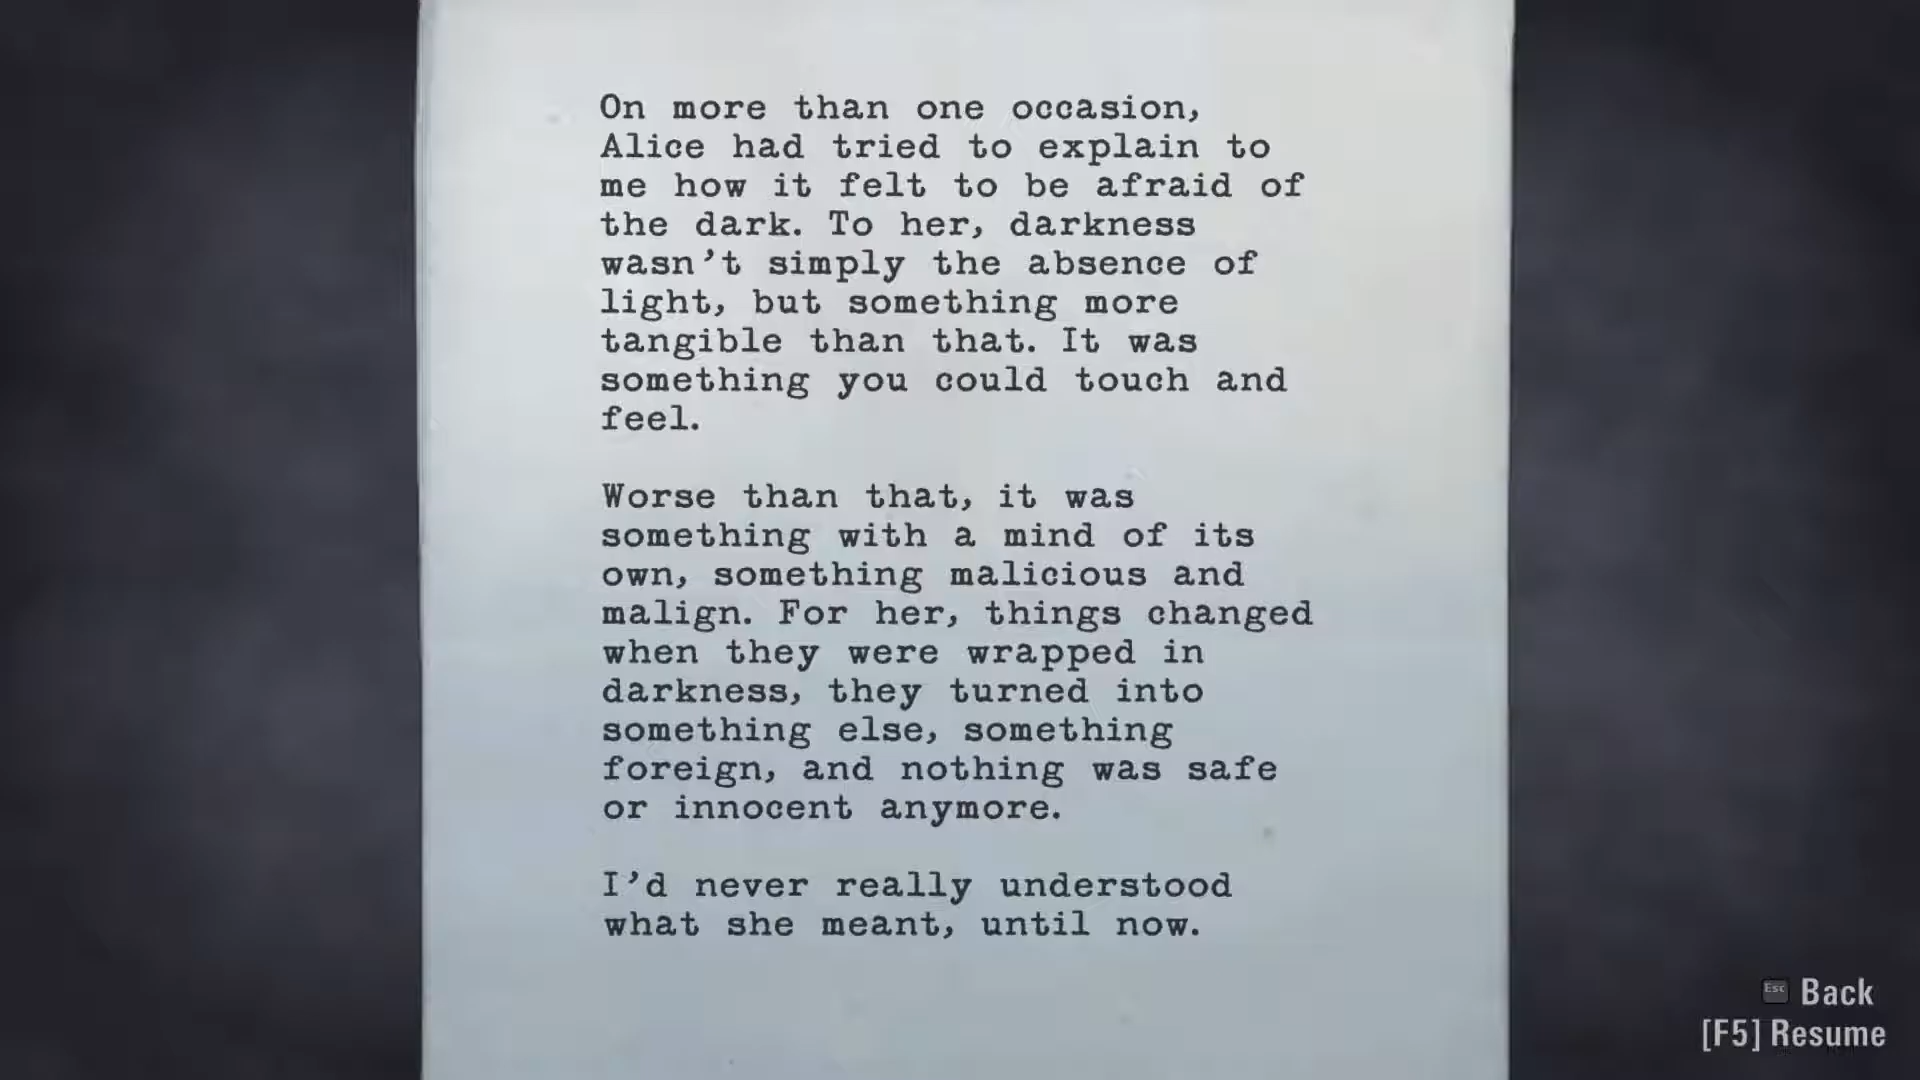 On more than one occasion,
Alice had tried to explain to
me how it felt to be afraid of
the dark. To her, darkness
wasn’t simply the absence of
light, but something more
tangible than that. It was
something you could touch and
feel.
Worse than that, it was
something with a mind of its
own, something malicious and
malign. For her, things changed
when they were wrapped in
darkness, they turned into
something else, something
foreign, and nothing was safe
or innocent anymore.
I’d never really understood
what she meant, until now.
Esc Back
[F5] Resume